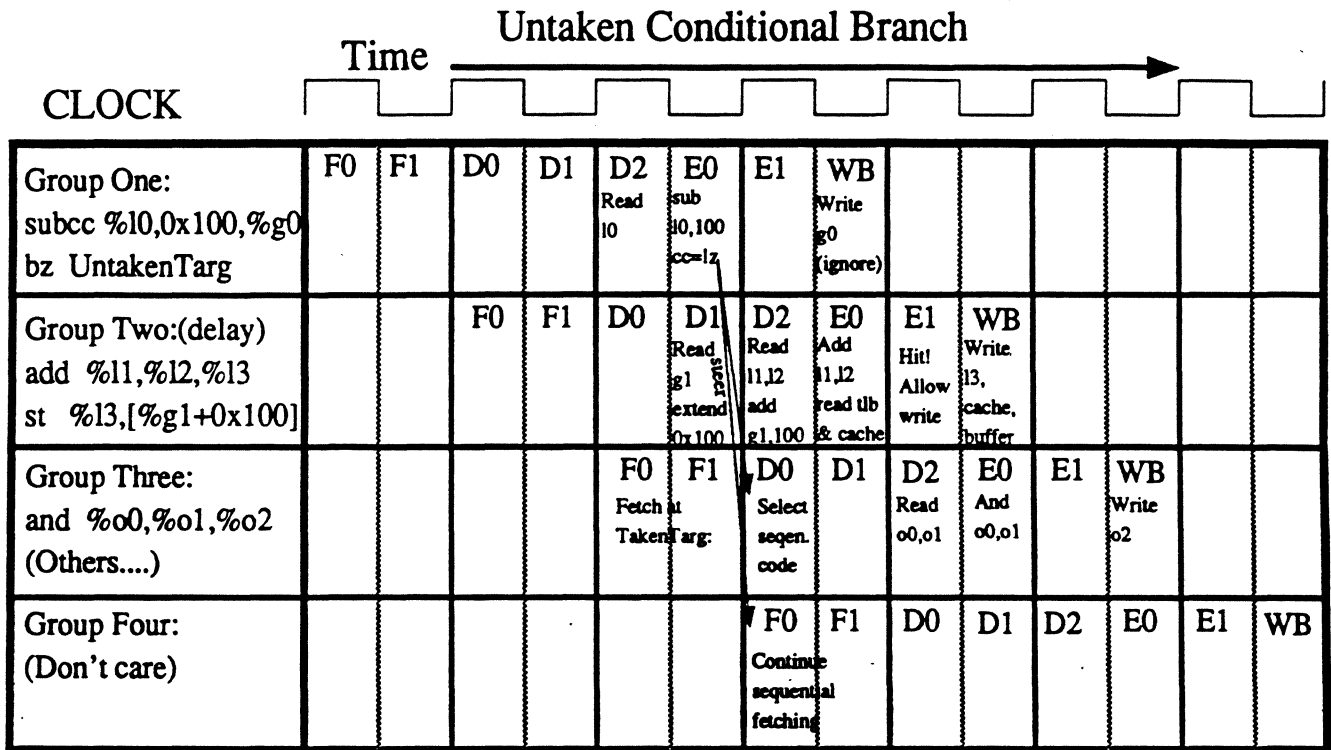 Untaken Conditional Branch
Time
CLOCK
Group One:
subcc %l0,0x100,%g0
bz UntakenTarg
F0 F1 D0 D1 D2 E0 E1 WB
Read
l0
sub
l0,100
cc=!z
Write
g0
(ignore)
Group Two:(delay)
add %l1,%l2,%l3
st %l3,[%g1+0x100]
F0 F1 D0 D1 D2 E0 E1 WB
Read
g1
extend
0x100
steer
Read
l1,l2
add
g1,100
Add
l1,l2
read tlb
& cache
Hit!
Allow
write
Write
l3,
cache,
buffer
Group Three:
and %o0,%o1,%o2
(Others....)
F0 F1 D0 D1 D2 E0 E1 WB
Fetch at
TakenTarg:
Select
seqen.
code
Read
o0,o1
And
o0,o1
Write
o2
Group Four:
(Don't care)
F0 F1 D0 D1 D2 E0 E1 WB
Continue
sequential
fetching